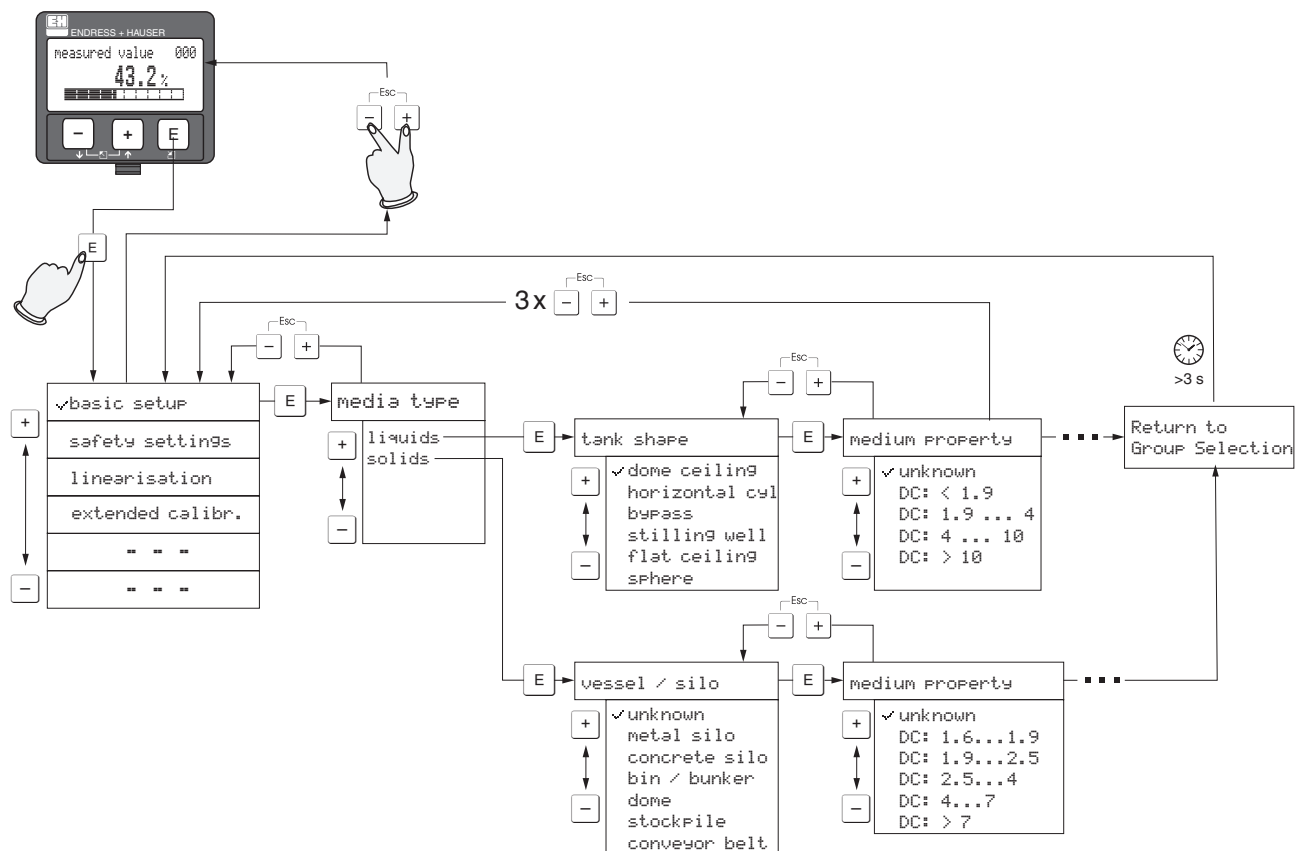 EH
ENDRESS + HAUSER
measured value 000
43.2%
- + E
Esc
- +
E
Esc
3x - +
Esc
- +
>3 s
Esc
- +
✓basic setup
E
media type
+
safety settings
linearisation
extended calibr.
-- -- --
-- -- --
–
+
liquids
solids
–
E
tank shape
E
medium property
Return to
Group Selection
+
✓dome ceiling
horizontal cyl
bypass
stilling well
flat ceiling
sphere
–
+
✓unknown
DC: < 1.9
DC: 1.9 ... 4
DC: 4 ... 10
DC: > 10
–
Esc
- +
E
vessel / silo
E
medium property
+
✓unknown
metal silo
concrete silo
bin / bunker
dome
stockpile
conveyor belt
–
+
✓unknown
DC: 1.6...1.9
DC: 1.9...2.5
DC: 2.5...4
DC: 4...7
DC: > 7
–